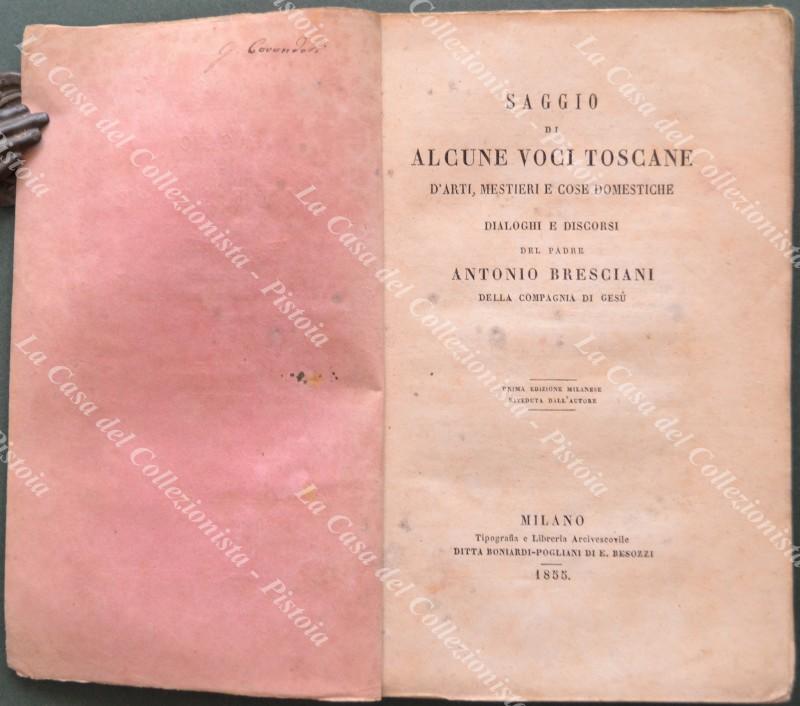 SAGGIO
DI
ALCUNE VOCI TOSCANE
D'ARTI, MESTIERI E COSE DOMESTICHE
DIALOGHI E DISCORSI
DEL PADRE
ANTONIO BRESCIANI
DELLA COMPAGNIA DI GESÙ
PRIMA EDIZIONE MILANESE
RIVEDUTA DALL'AUTORE
MILANO
Tipografia e Libreria Arcivescovile
DITTA BONIARDI-POGLIANI DI E. BESOZZI
1855.
La Casa del Collezionista - Pistoia